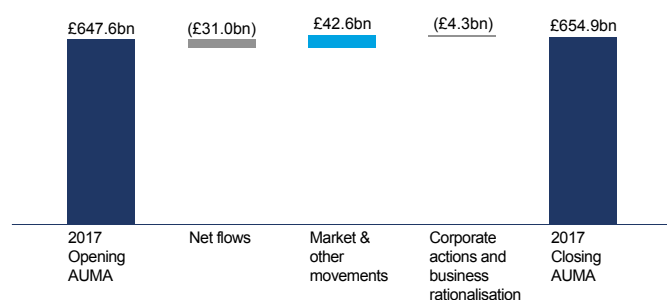 £647.6bn (£31.0bn) £42.6bn (£4.3bn) £654.9bn
2017
Opening
AUMA
Net flows
Market &
other
movements
Corporate
actions and
business
rationalisation
2017
Closing
AUMA